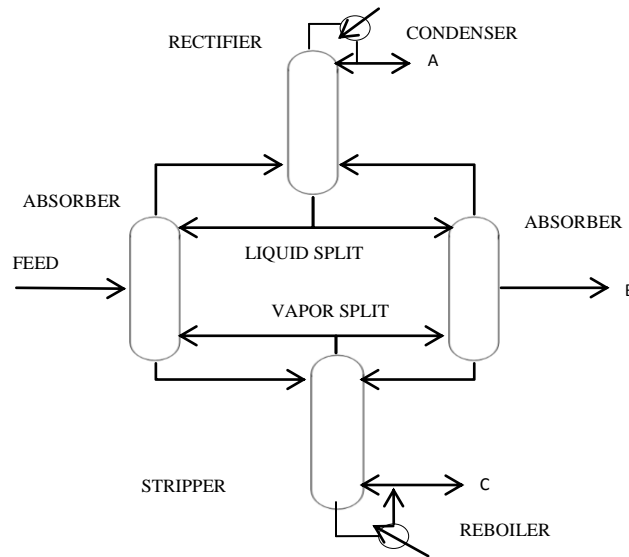 RECTIFIER
CONDENSER
A
ABSORBER
ABSORBER
LIQUID SPLIT
FEED
B
VAPOR SPLIT
STRIPPER
C
REBOILER